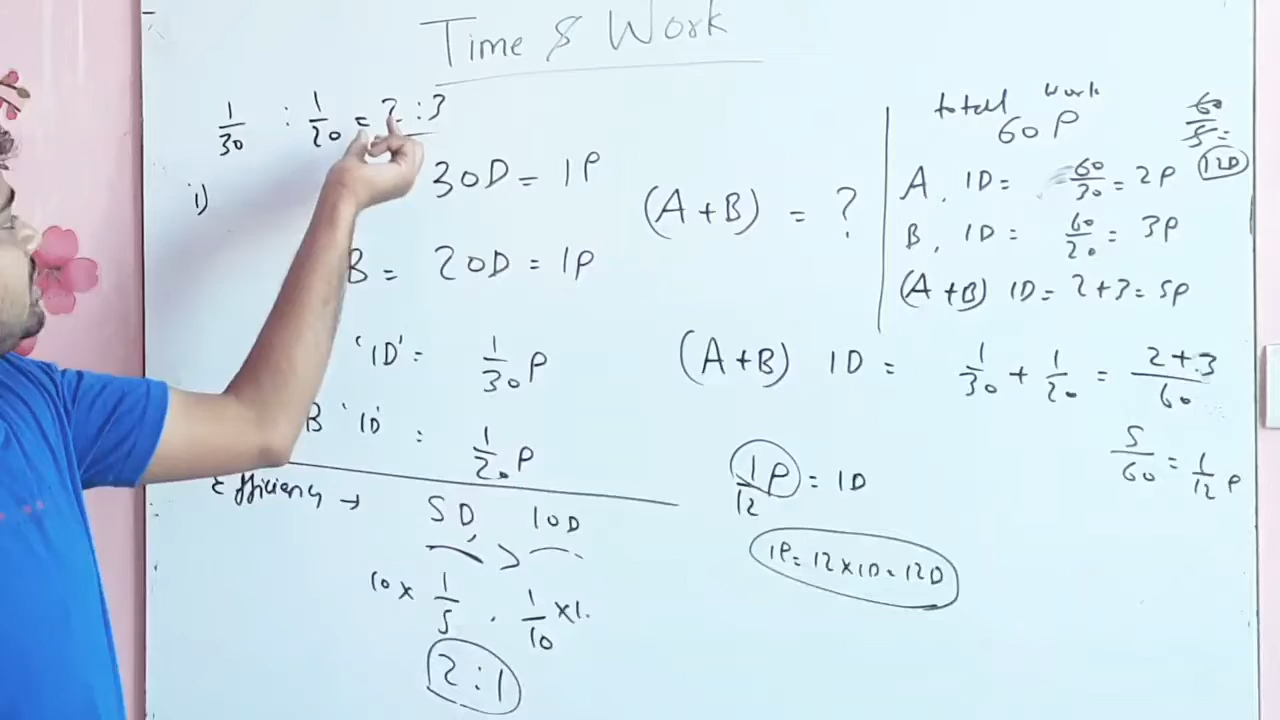 Time & Work
1/30 : 1/20 = 2 : 3
i)
30D = 1P
B = 20D = 1P
'1D' = 1/30 P
B '1D' : 1/20 P
(A+B) = ?
total work
60 P
60/5 =
12D
A, 1D = 60/30 = 2P
B, 1D = 60/20 = 3P
(A+B) 1D = 2+3 = 5P
(A+B) 1D = 1/30 + 1/20 = 2+3/60
5/60 = 1/12 P
1/12 P = 1D
1P = 12 x 1D = 12D
Efficiency →
5D, > 10D
10 x 1/5 . 1/10 x1.
2 : 1